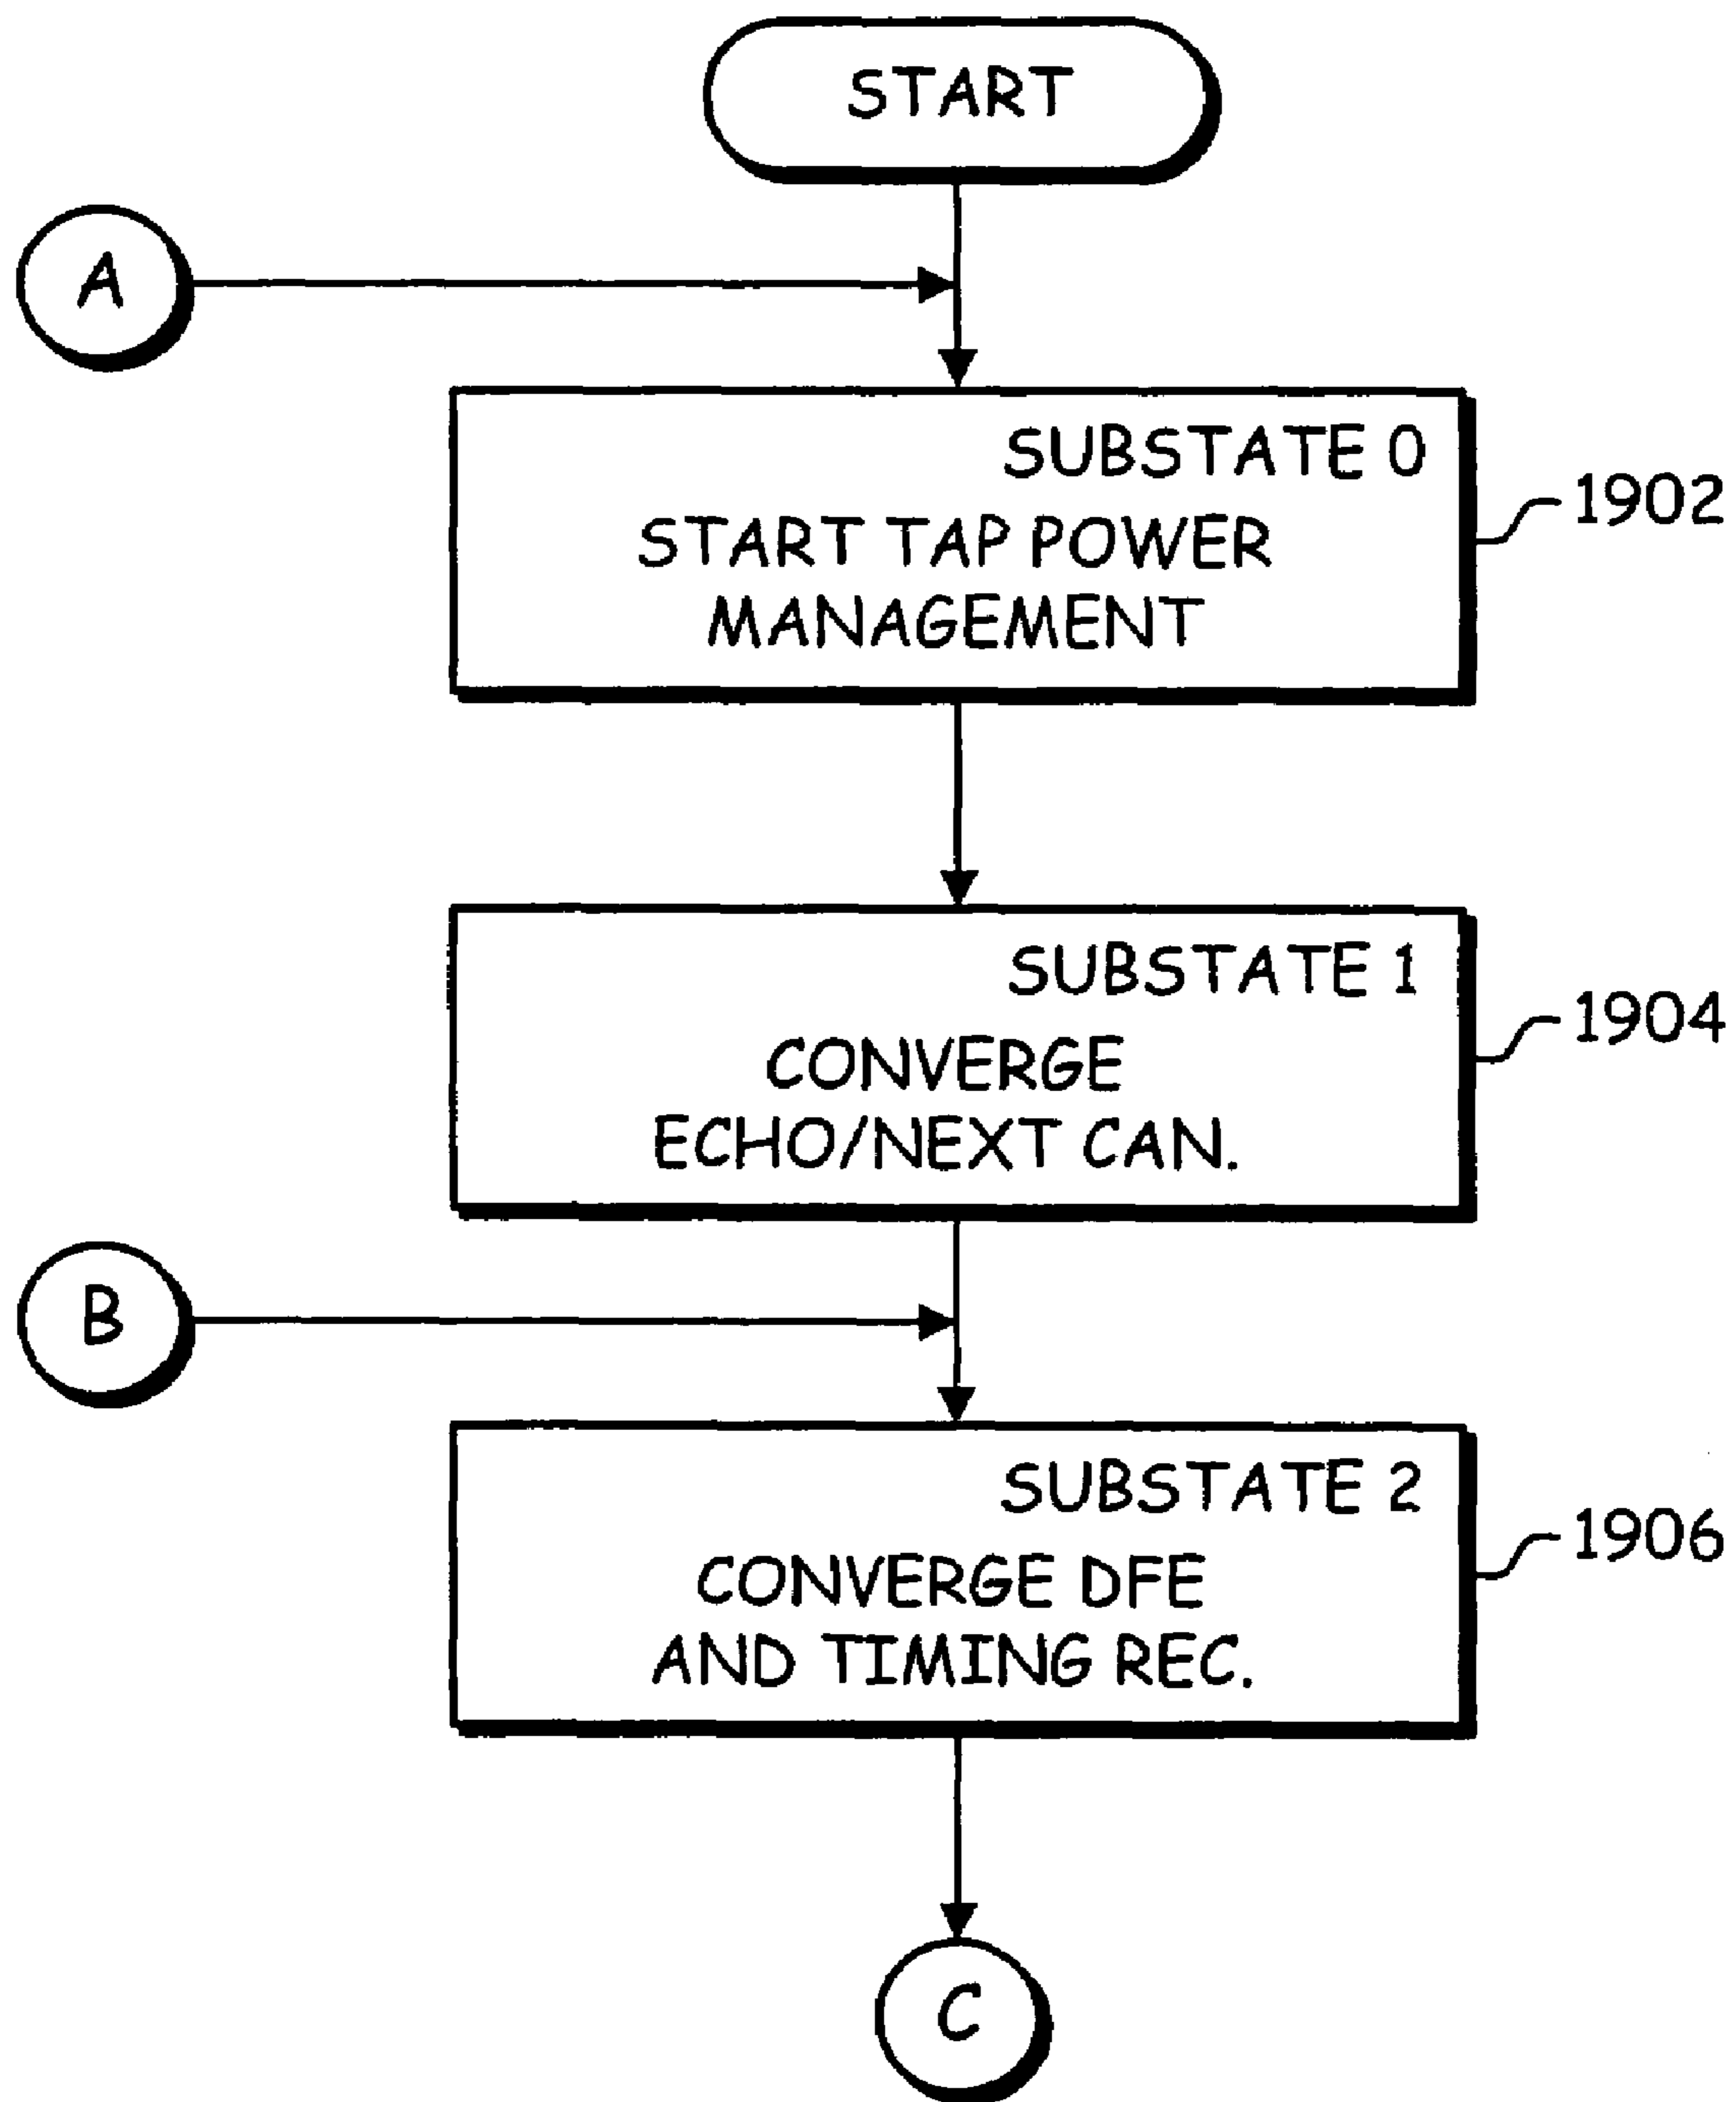 START
A
SUBSTATE 0
START TAP POWER
MANAGEMENT
1902
SUBSTATE 1
CONVERGE
ECHO/NEXT CAN.
1904
B
SUBSTATE 2
CONVERGE DFE
AND TIMING REC.
1906
C